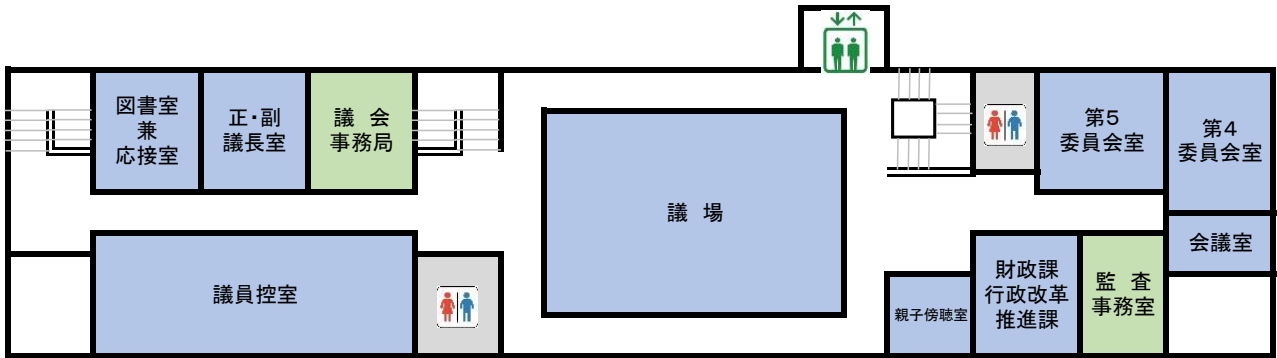 図書室
兼
応接室
正・副
議長室
議 会
事務局
第5
委員会室
第4
委員会室
議 場
会議室
議員控室
親子傍聴室
財政課
行政改革
推進課
監 査
事務室